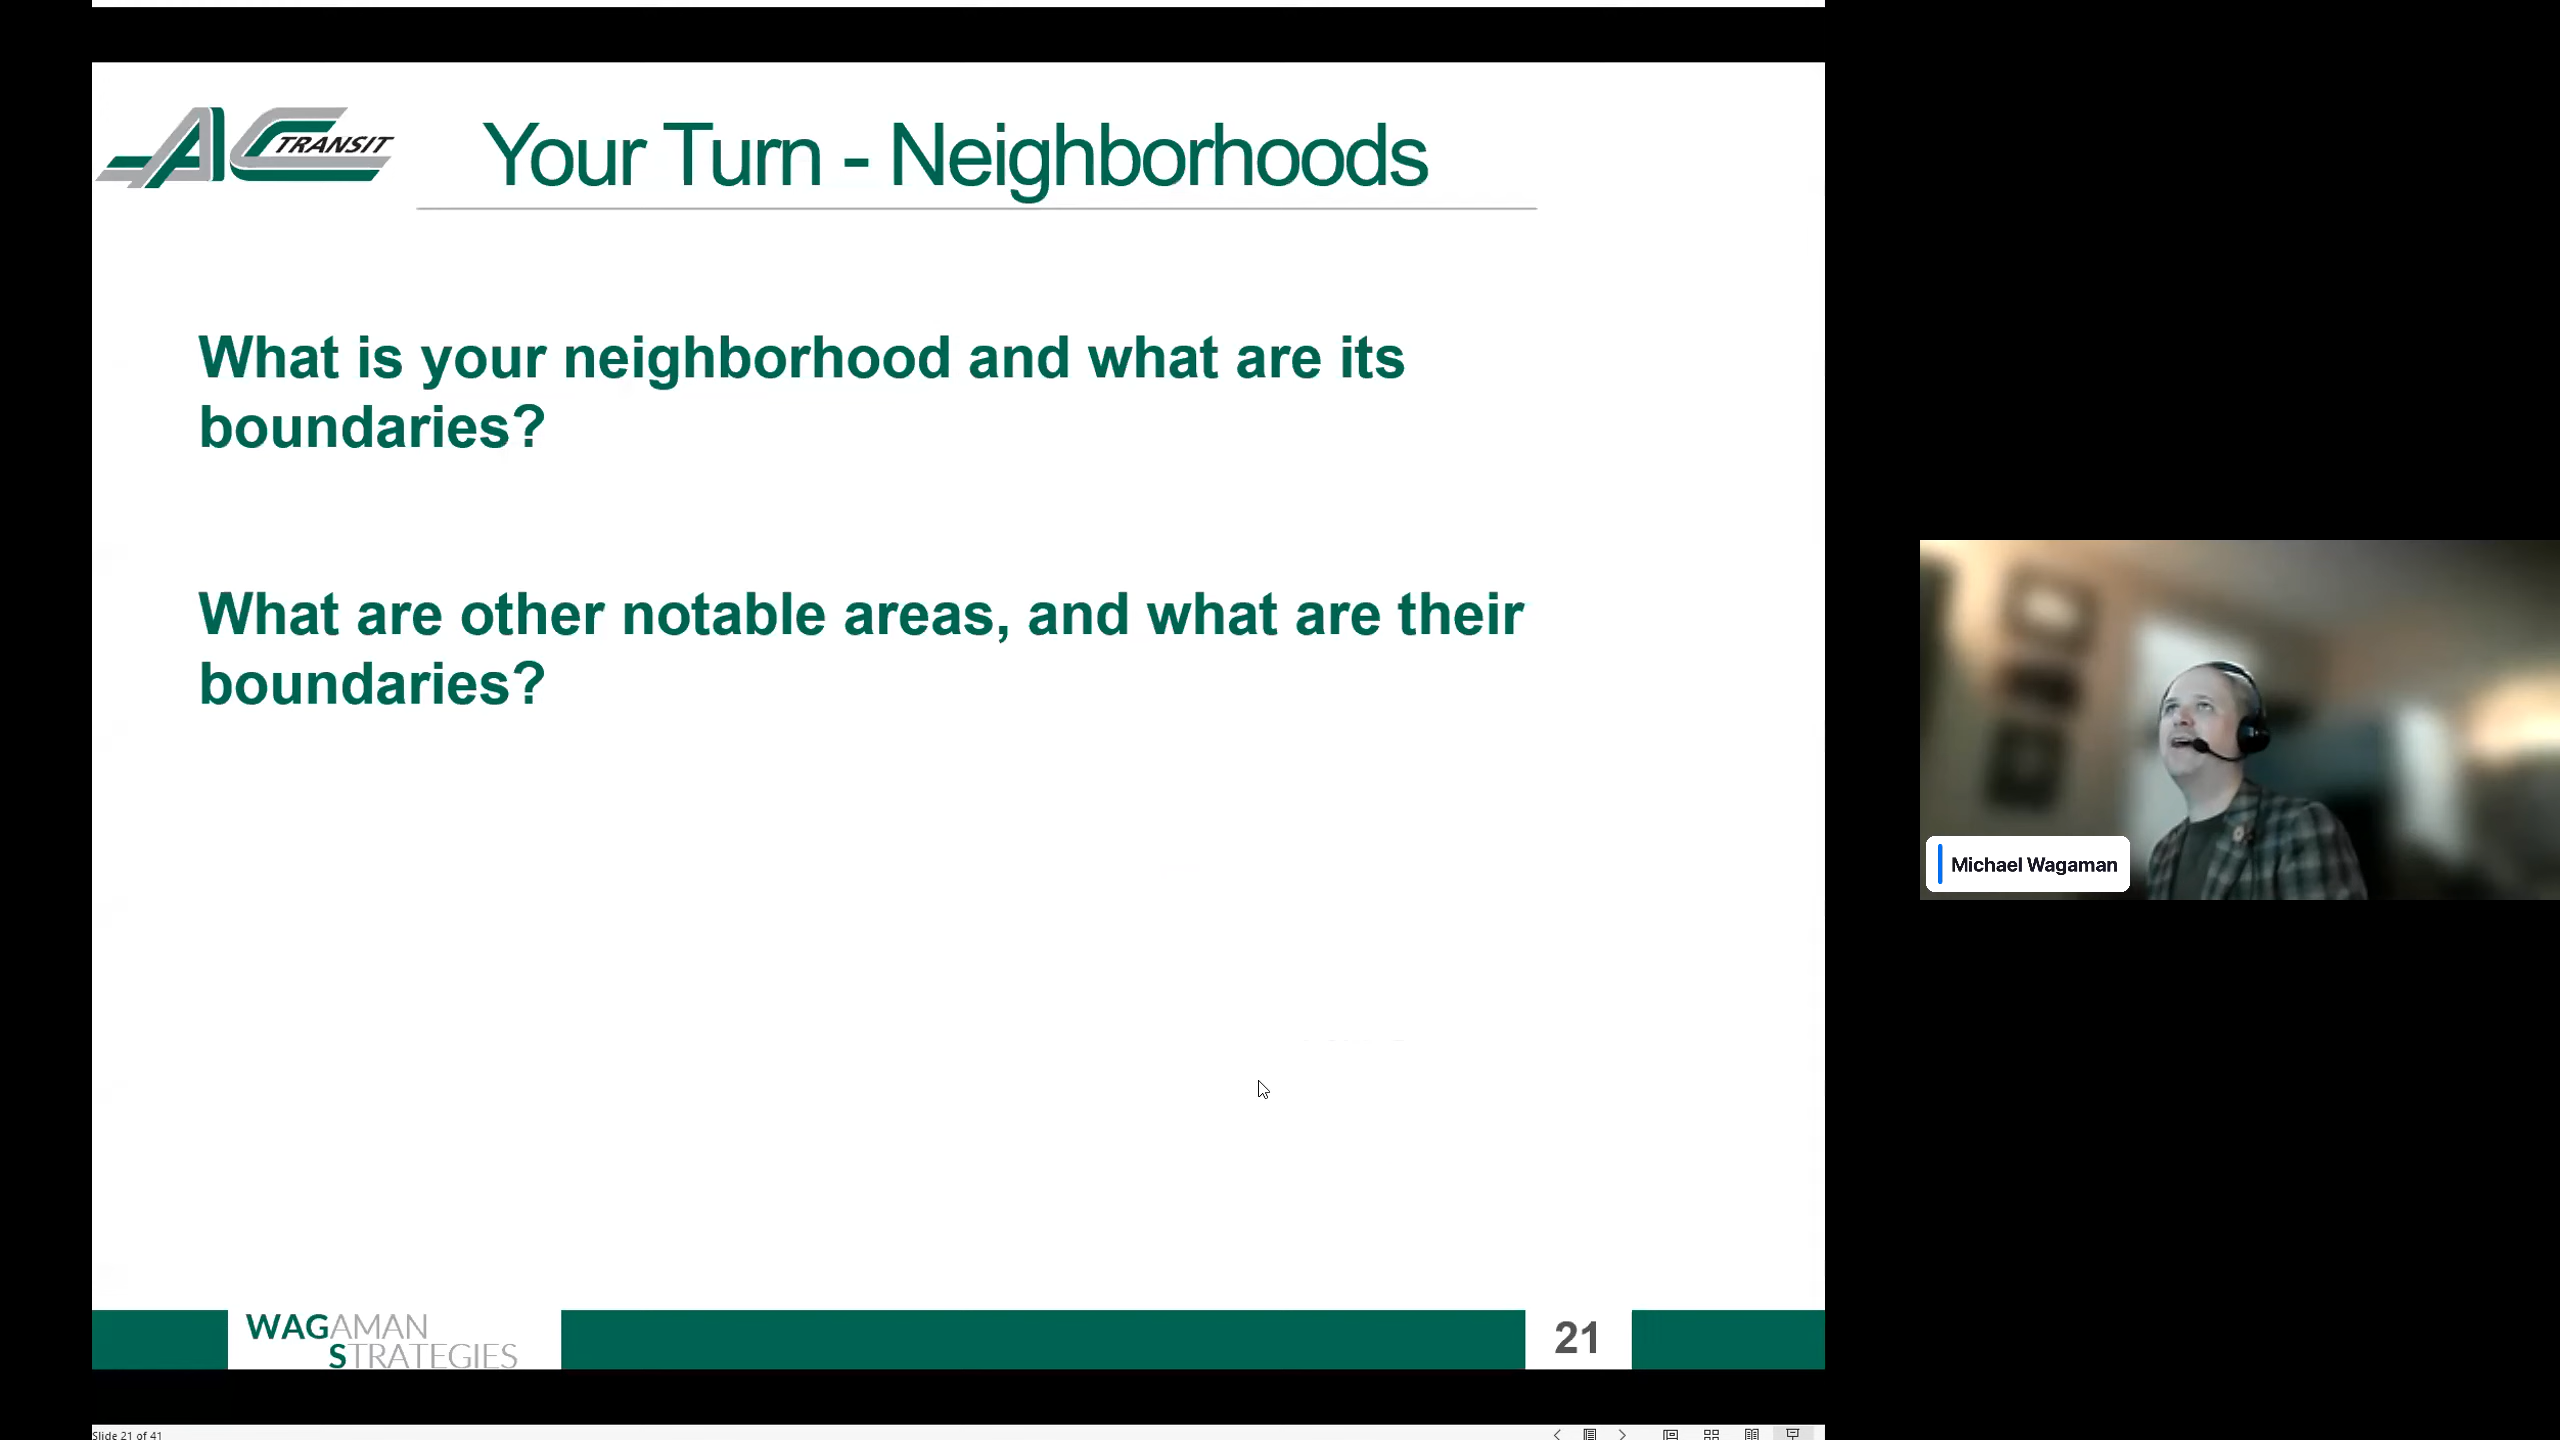 AC TRANSIT
Your Turn - Neighborhoods
What is your neighborhood and what are its
boundaries?
What are other notable areas, and what are their
boundaries?
Michael Wagaman
WAGAMAN
STRATEGIES
21
Slide 21 of 41